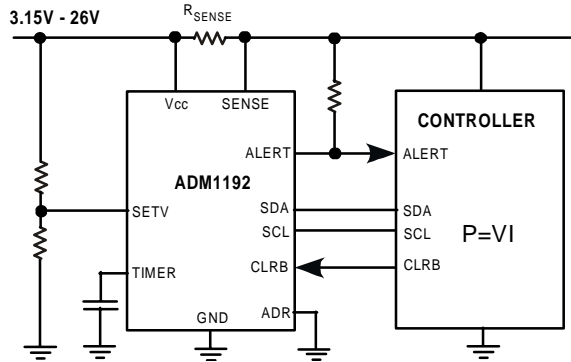 3.15V - 26V
RSENSE
Vcc
SENSE
CONTROLLER
ALERT
ALERT
ADM1192
SETV
SDA
SDA
SCL
SCL
P=VI
TIMER
CLRB
CLRB
GND
ADR